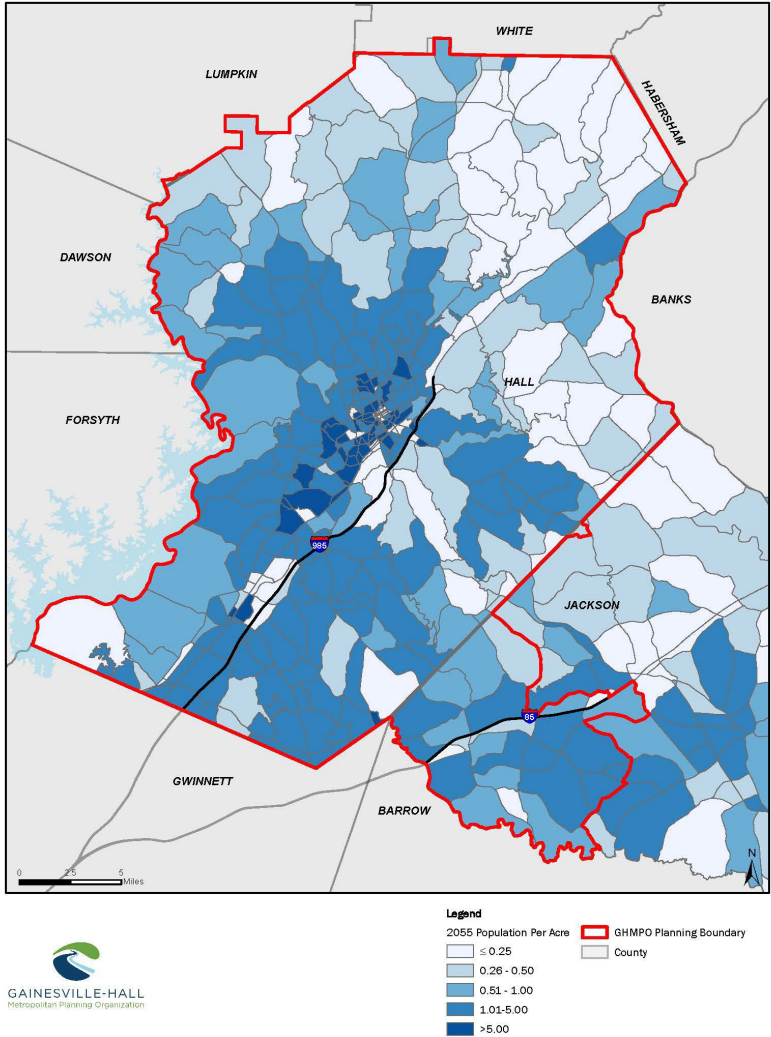 WHITE
LUMPKIN
HABERSHAM
DAWSON
BANKS
HALL
FORSYTH
985
JACKSON
85
GWINNETT
BARROW
N
0 2.5 5
Miles
Legend
2055 Population Per Acre
≤ 0.25
0.26 - 0.50
0.51 - 1.00
1.01-5.00
>5.00
GHMPO Planning Boundary
County
GAINESVILLE-HALL
Metropolitan Planning Organization